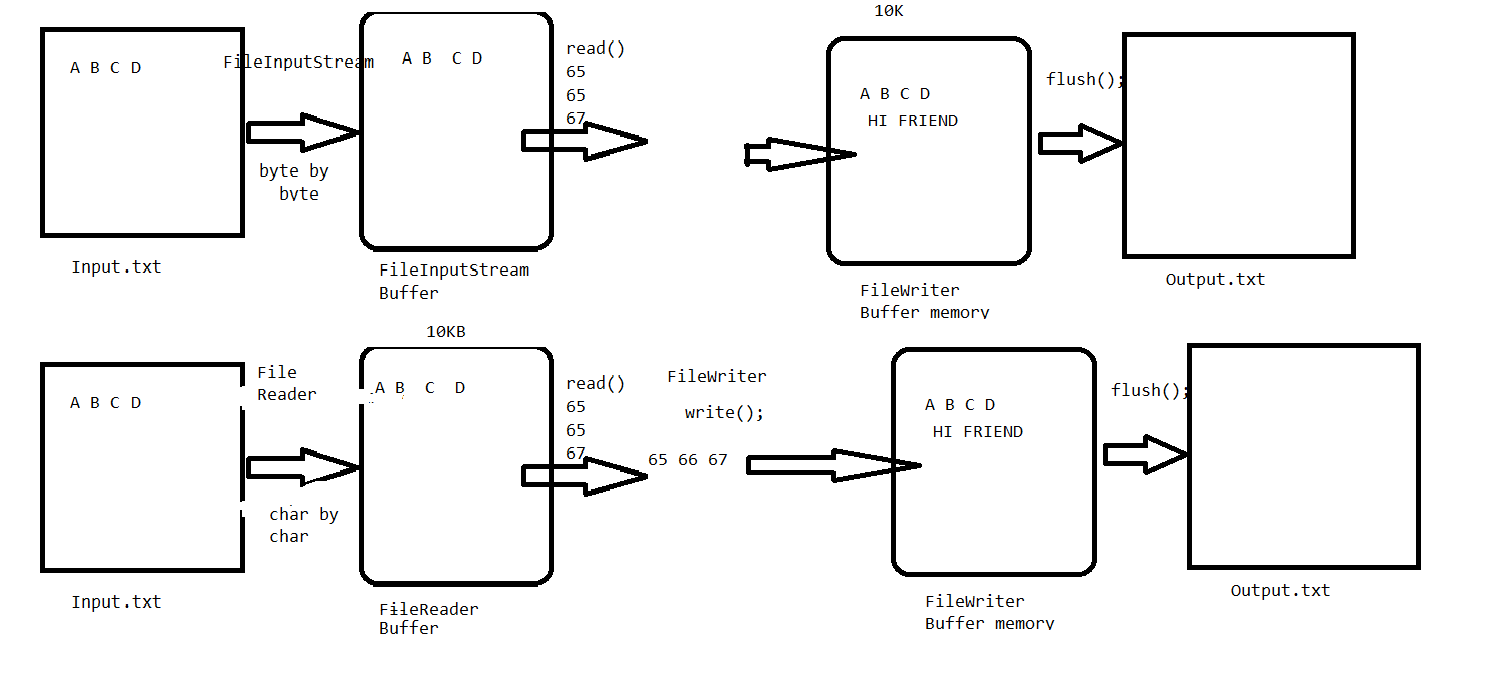 10K
A B C D
FileInputStream
A B C D
read()
65
65
67
byte by
byte
A B C D
HI FRIEND
flush();
Input.txt
FileInputStream
Buffer
FileWriter
Buffer memory
Output.txt
10KB
A B C D
File
Reader
A B C D
read()
65
65
67
char by
char
FileWriter
write();
65 66 67
A B C D
HI FRIEND
flush();
Input.txt
FileReader
Buffer
FileWriter
Buffer memory
Output.txt